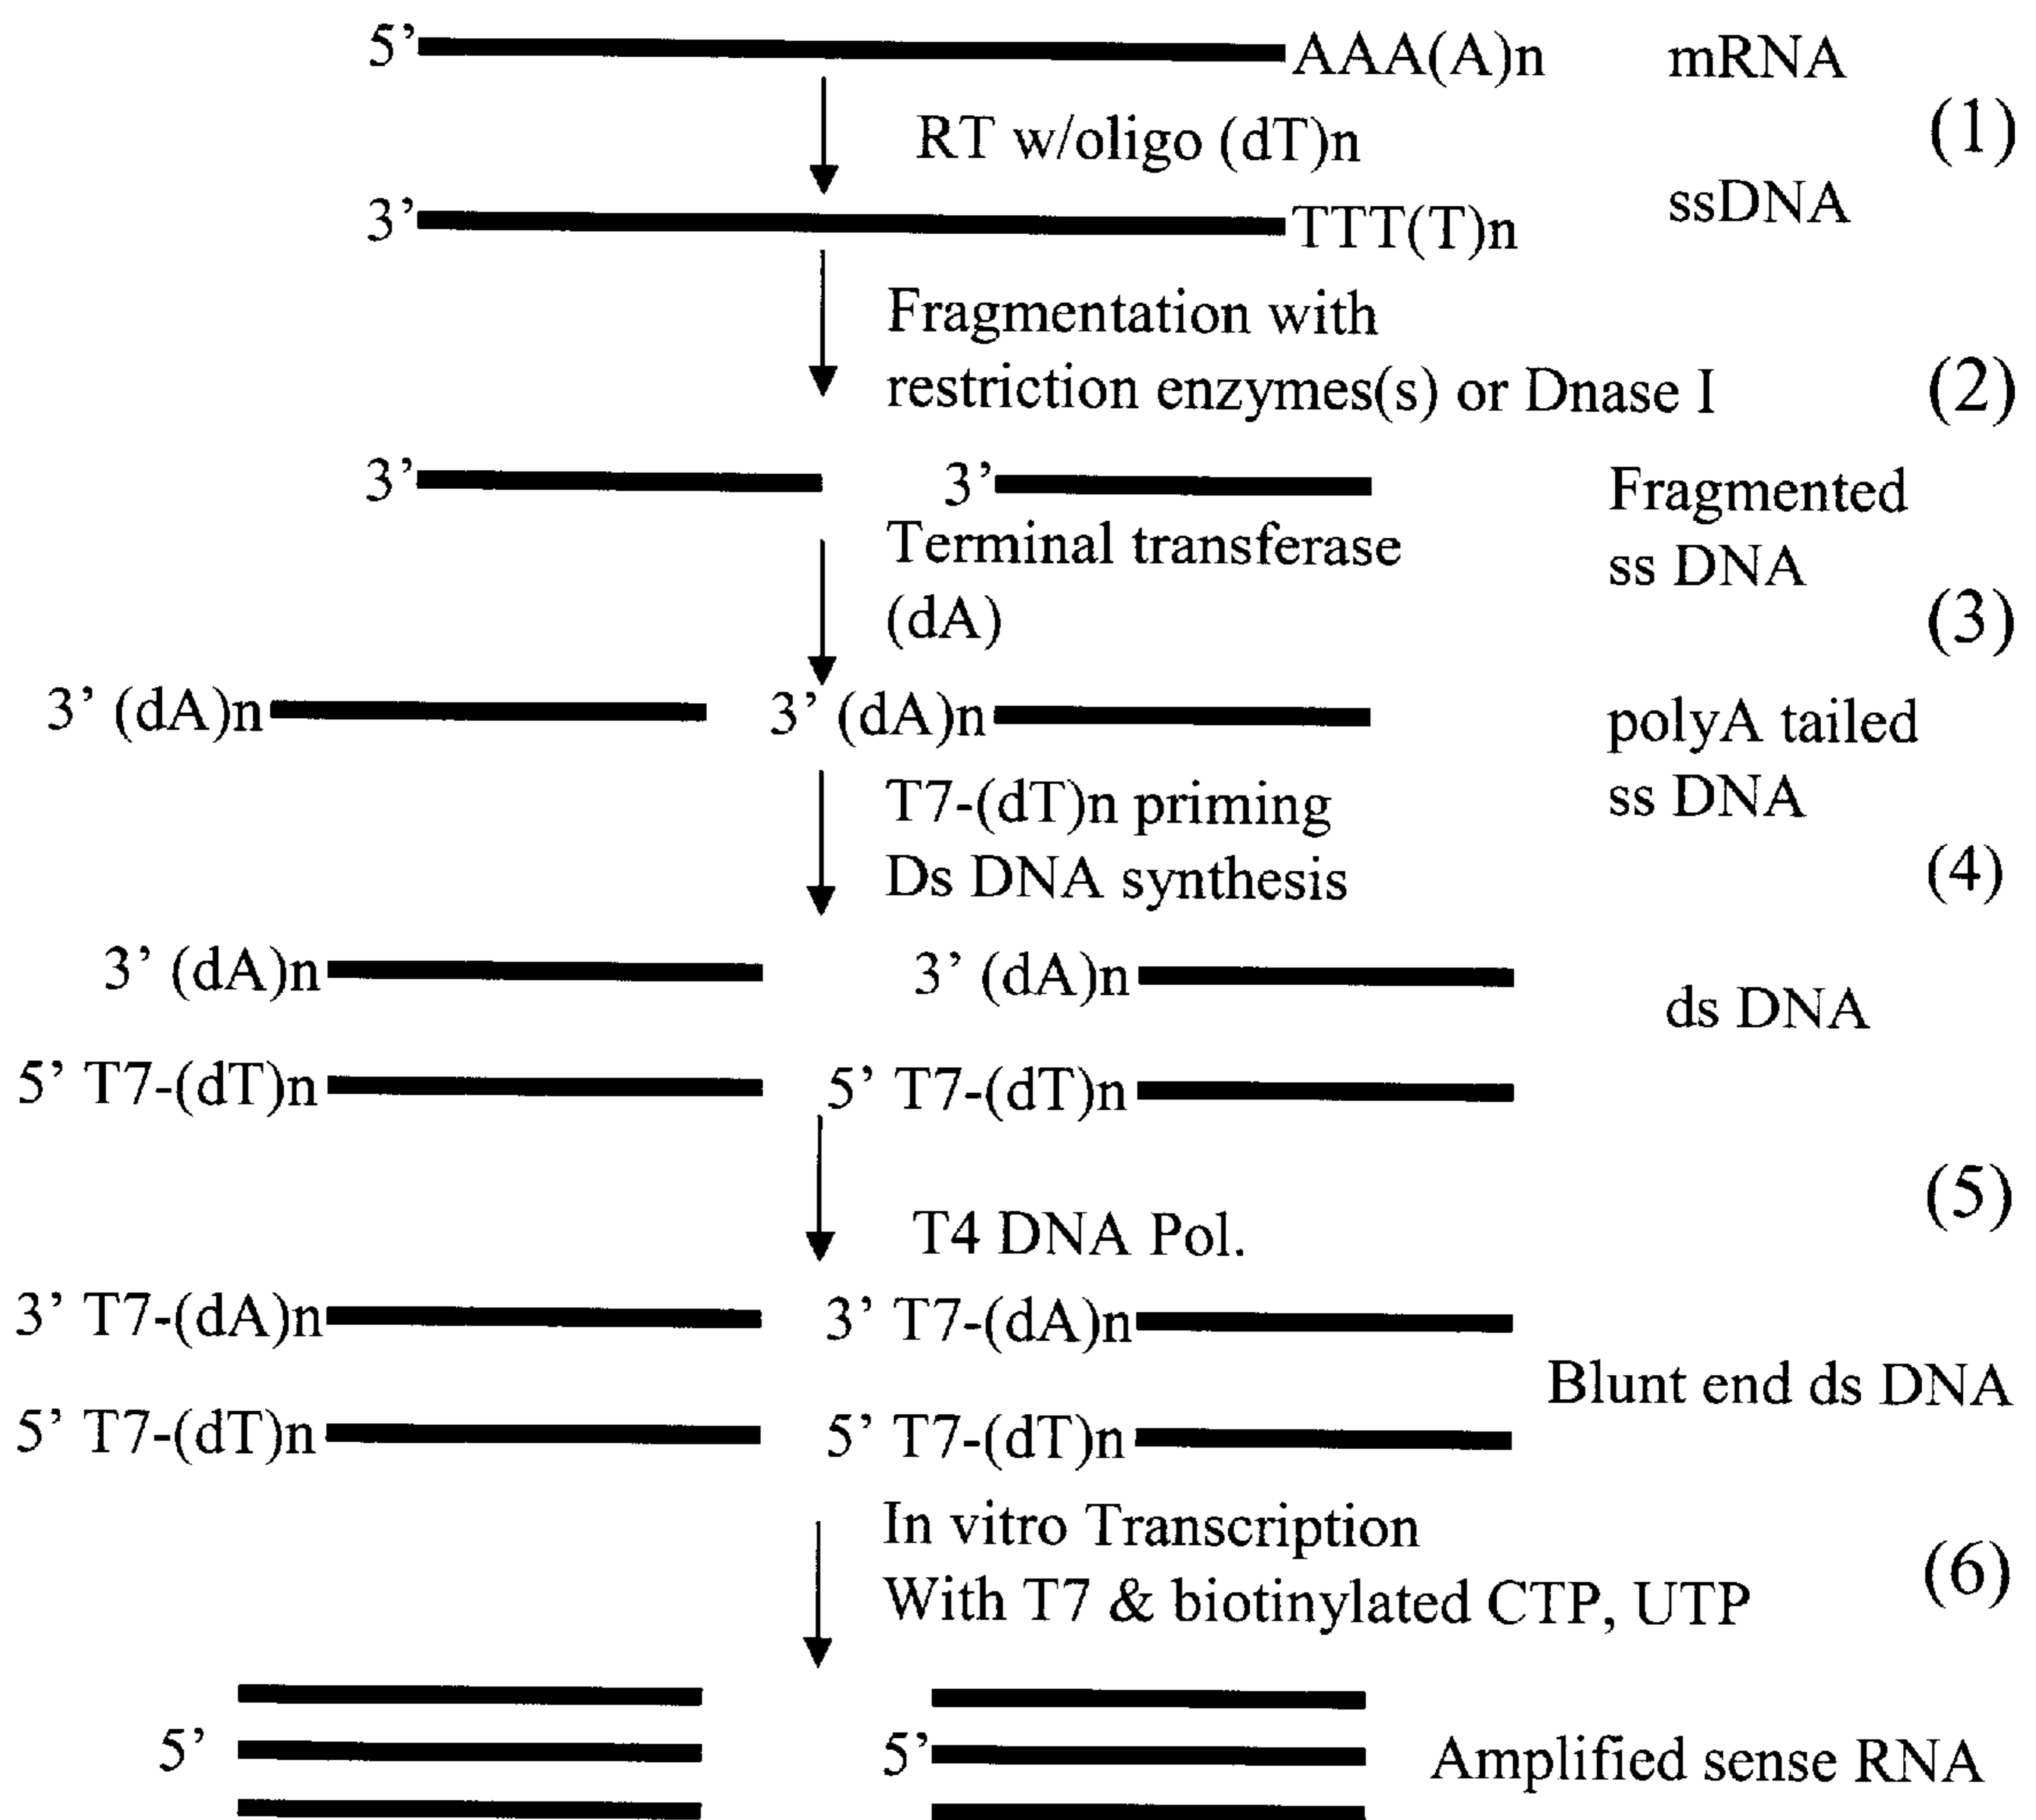 5’ AAA(A)n mRNA
(1)
RT w/oligo (dT)n
ssDNA
3’ TTT(T)n
Fragmentation with
restriction enzymes(s) or Dnase I (2)
3’ 3’ Fragmented
Terminal transferase ss DNA
(dA) (3)
3’ (dA)n 3’ (dA)n polyA tailed
T7-(dT)n priming ss DNA
Ds DNA synthesis (4)
3’ (dA)n 3’ (dA)n
ds DNA
5’ T7-(dT)n 5’ T7-(dT)n
(5)
T4 DNA Pol.
3’ T7-(dA)n 3’ T7-(dA)n
Blunt end ds DNA
5’ T7-(dT)n 5’ T7-(dT)n
In vitro Transcription
(6)
With T7 & biotinylated CTP, UTP
5’ 5’ Amplified sense RNA